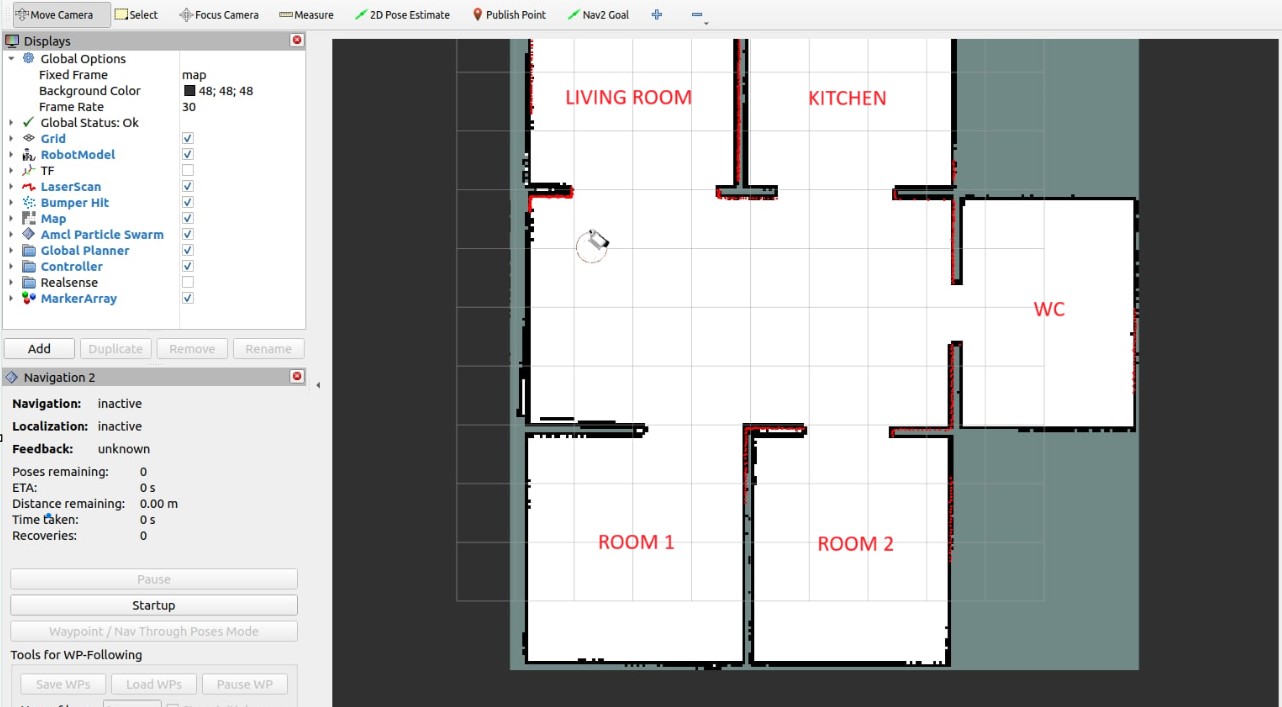 Move Camera Select Focus Camera Measure 2D Pose Estimate Publish Point Nav2 Goal
Displays
Global Options
Fixed Frame map
Background Color 48; 48; 48
Frame Rate 30
Global Status: Ok
Grid
RobotModel
TF
LaserScan
Bumper Hit
Map
Amcl Particle Swarm
Global Planner
Controller
Realsense
MarkerArray
Add Duplicate Remove Rename
Navigation 2
Navigation: inactive
Localization: inactive
Feedback: unknown
Poses remaining: 0
ETA: 0 s
Distance remaining: 0.00 m
Time taken: 0 s
Recoveries: 0
Pause
Startup
Waypoint / Nav Through Poses Mode
Tools for WP-Following
Save WPs Load WPs Pause WP
LIVING ROOM KITCHEN
WC
ROOM 1 ROOM 2